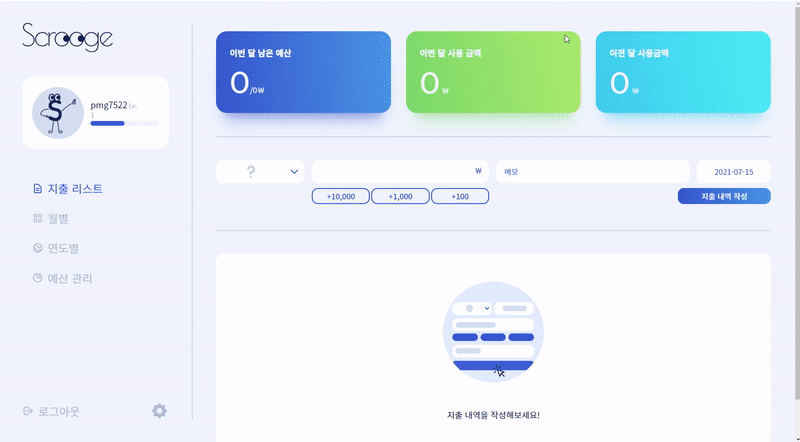 Scrooge
pmg7522 Lv.
1
지출 리스트
월별
연도별
예산 관리
로그아웃
이번 달 남은 예산
0/0₩
이번 달 사용 금액
0 ₩
이전 달 사용금액
0 ₩
?
₩
메모
2021-07-15
+10,000
+1,000
+100
지출 내역 작성
지출 내역을 작성해보세요!